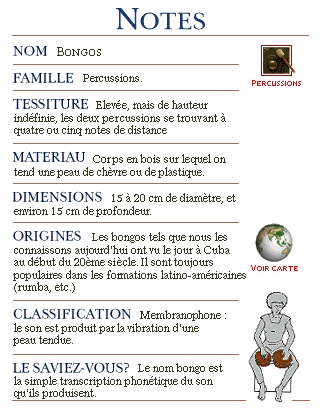 NOTES
NOM Bongos
FAMILLE Percussions.
PERCUSSIONS
TESSITURE Elevée, mais de hauteur
indéfinie, les deux percussions se trouvant à
quatre ou cinq notes de distance
MATERIAU Corps en bois sur lequel on
tend une peau de chèvre ou de plastique.
DIMENSIONS 15 à 20 cm de diamètre, et
environ 15 cm de profondeur.
ORIGINES Les bongos tels que nous les
connaissons aujourd'hui ont vu le jour à Cuba
au début du 20ème siècle. Il sont toujours
populaires dans les formations latino-américaines
(rumba, etc.)
VOIR CARTE
CLASSIFICATION Membranophone :
le son est produit par la vibration d'une
peau tendue.
LE SAVIEZ-VOUS? Le nom bongo est
la simple transcription phonétique du son
qu'ils produisent.